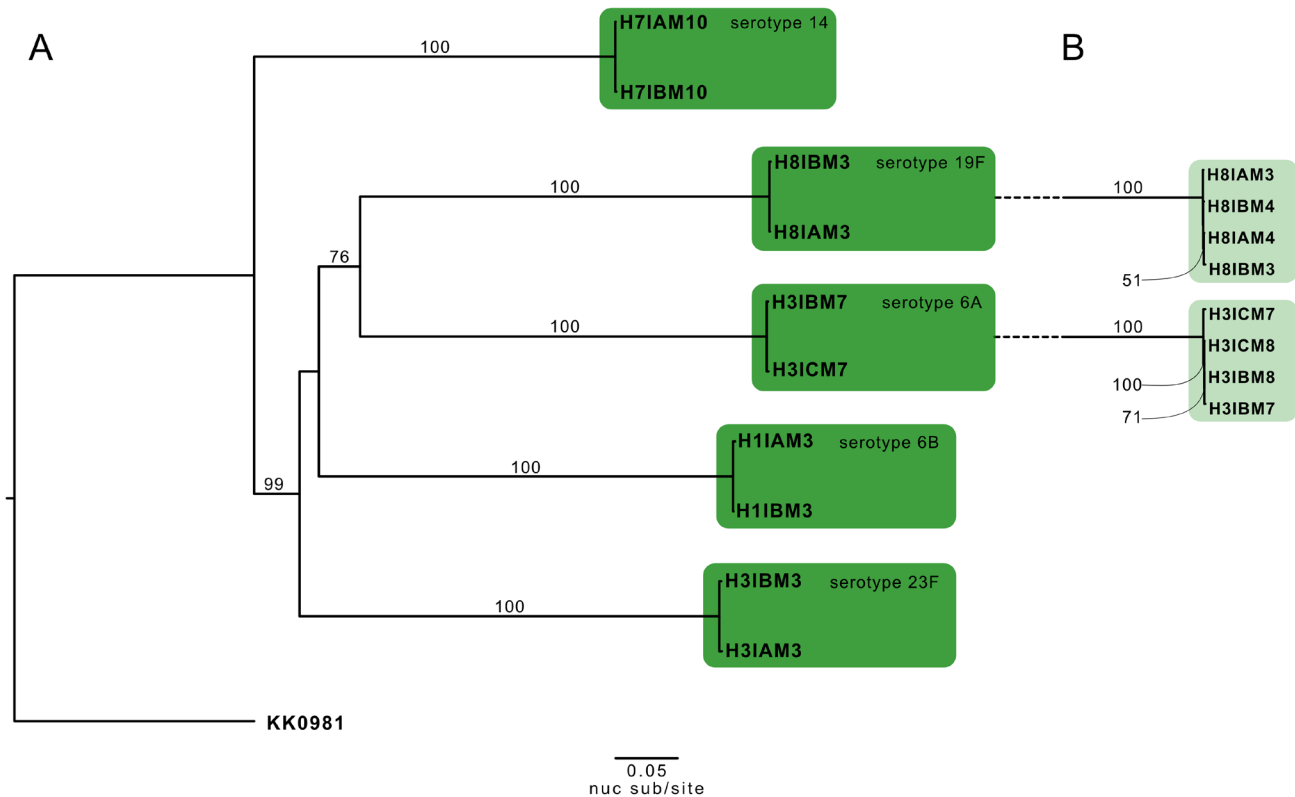 A
100
H7IAM10 serotype 14
H7IBM10
100
H8IBM3 serotype 19F
H8IAM3
76
100
H3IBM7 serotype 6A
H3ICM7
100
H1IAM3 serotype 6B
H1IBM3
99
100
H3IBM3 serotype 23F
H3IAM3
KK0981
0.05
nuc sub/site
B
100
H8IAM3
H8IBM4
H8IAM4
H8IBM3
51
100
H3ICM7
H3ICM8
100
H3IBM8
71
H3IBM7